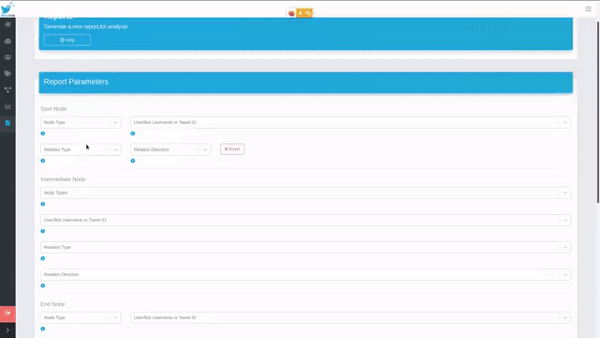 Reports
Generate a new report for analysis
Help
Report Parameters
Start Node
Node Type
User/Bot Username or Tweet ID
Relation Type
Relation Direction
Reset
Intermediate Node
Node Types
User/Bot Username or Tweet ID
Relation Type
Relation Direction
End Node
Node Type
User/Bot Username or Tweet ID